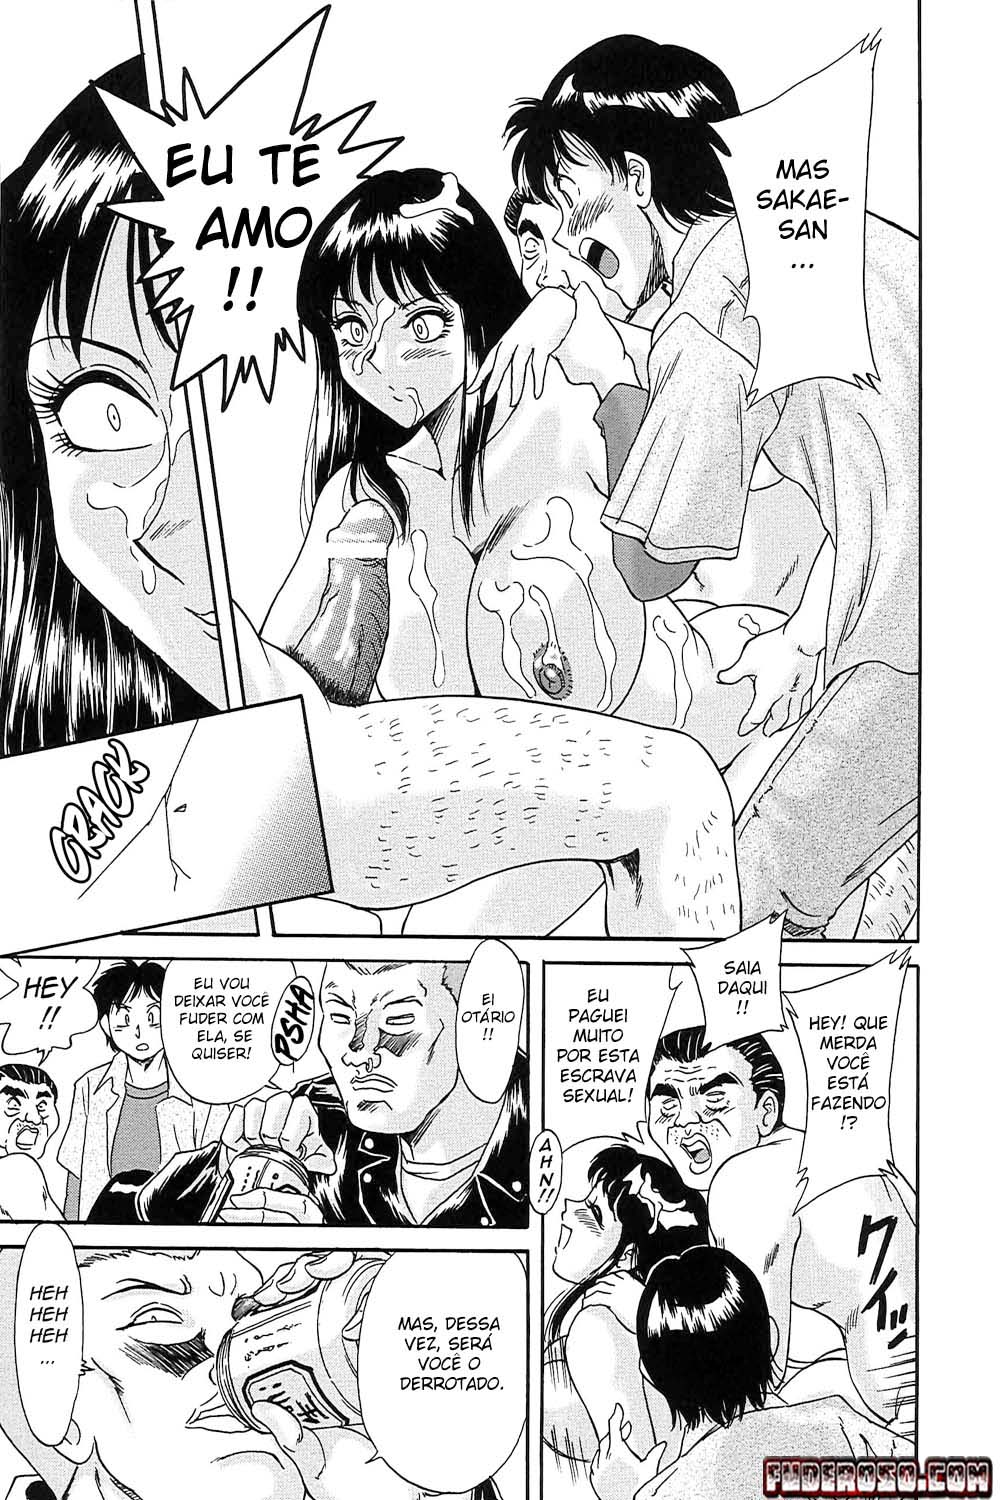 MAS
SAKAE-
SAN
...
EU TE
AMO
!!
CRACK
HEY! QUE
MERDA
VOCÊ
ESTÁ
FAZENDO
!?
SAIA
DAQUI !!
EU
PAGUEI
MUITO
POR ESTA
ESCRAVA
SEXUAL!
AHN!!
クイッ
EI
OTÁRIO
!!
PSHA
EU VOU
DEIXAR VOCÊ
FUDER COM
ELA, SE
QUISER!
HEY
!!
MAS, DESSA
VEZ, SERÁ
VOCÊ O
DERROTADO.
HEH
HEH
HEH
...
FUDEROSO.COM